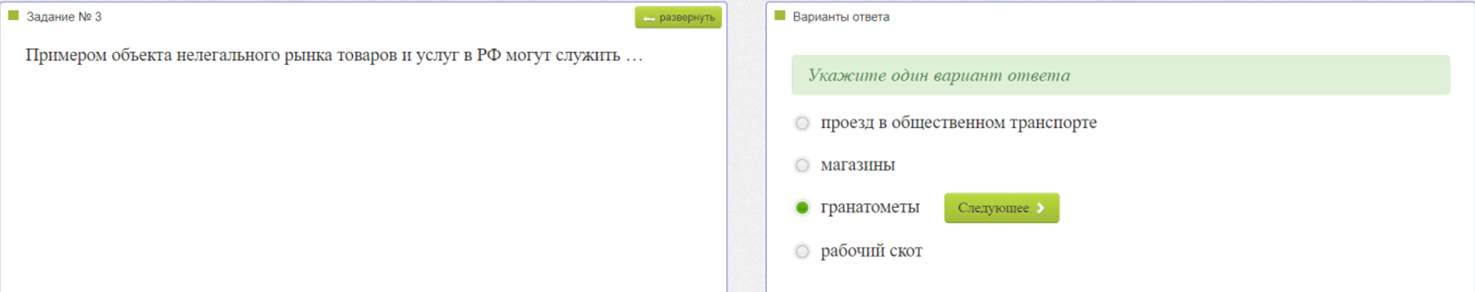 Задание № 3
развернуть
Примером объекта нелегального рынка товаров и услуг в РФ могут служить …
Варианты ответа
Укажите один вариант ответа
проезд в общественном транспорте
магазины
гранатометы
Следующее
рабочий скот